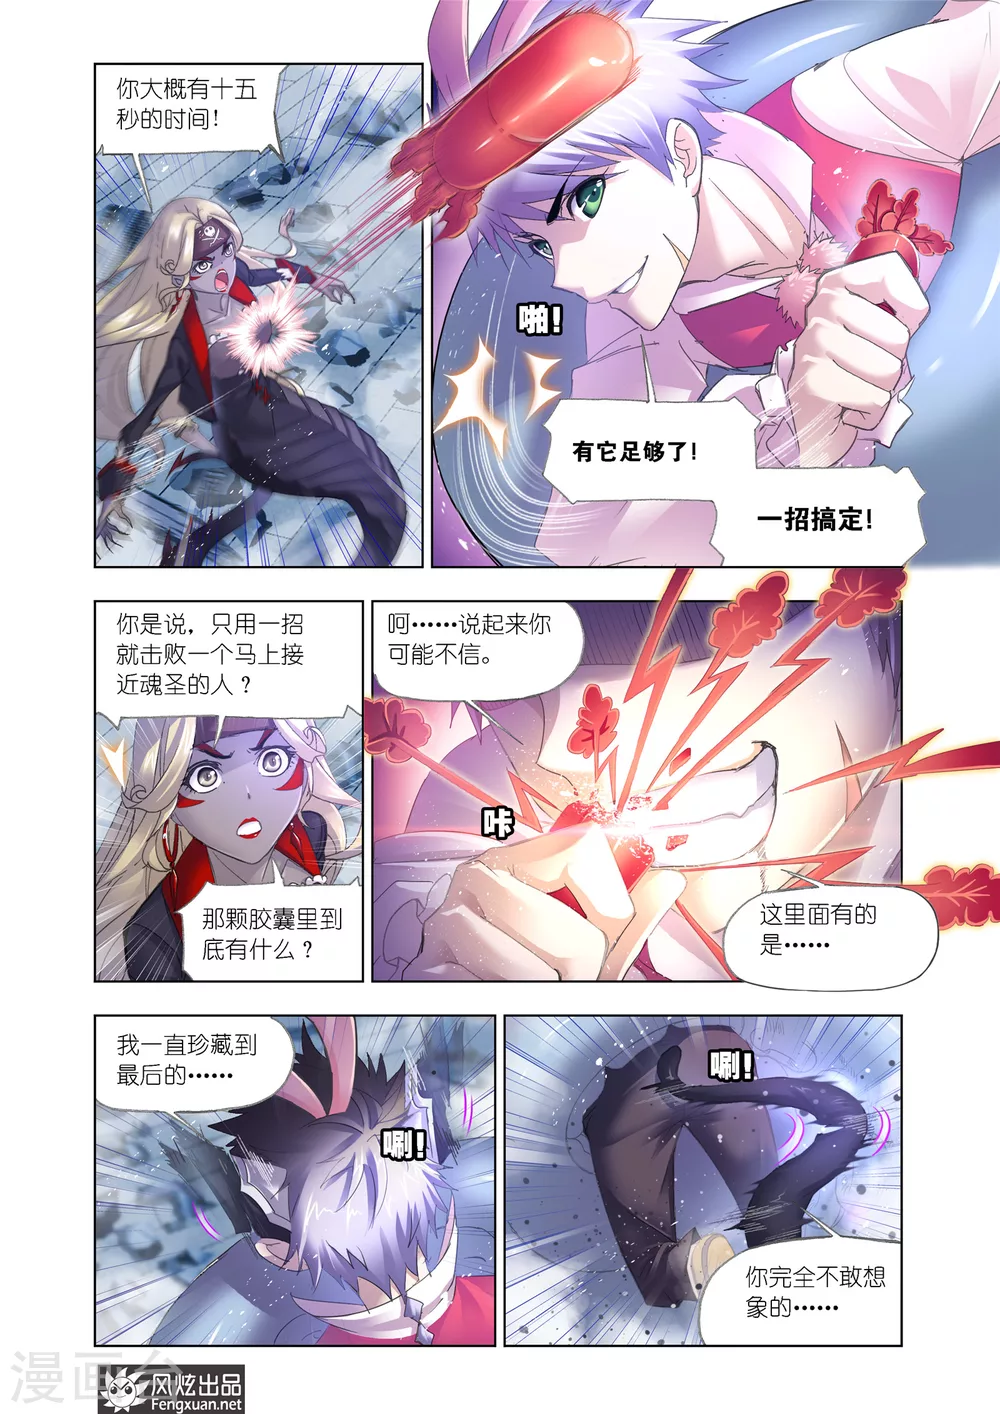 你大概有十五
秒的时间！
啪！
有它足够了！
一招搞定！
你是说，只用一招
就击败一个马上接
近魂圣的人？
那颗胶囊里到
底有什么？
呵……说起来你
可能不信。
咔
这里面有的
是……
我一直珍藏到
最后的……
唰！
唰！
你完全不敢想
象的……
漫画台
风炫出品
Fengxuan.net